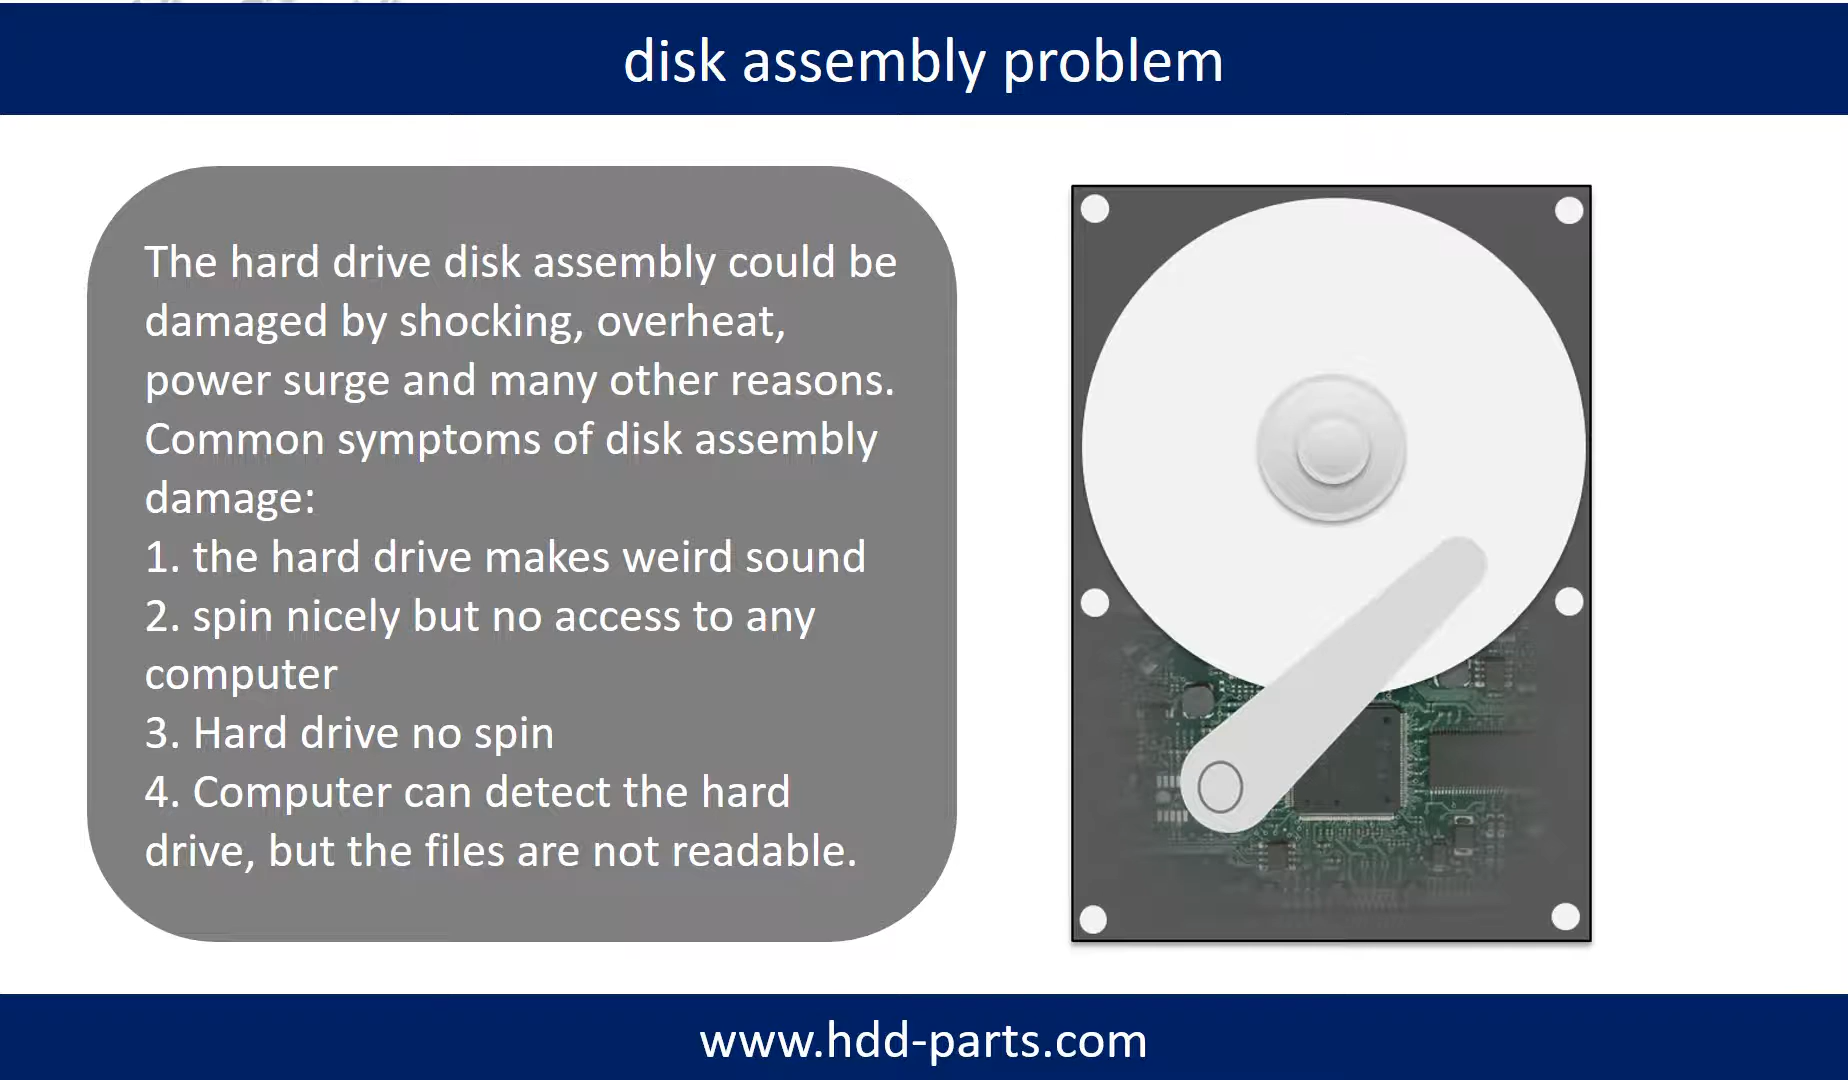 disk assembly problem
The hard drive disk assembly could be
damaged by shocking, overheat,
power surge and many other reasons.
Common symptoms of disk assembly
damage:
1. the hard drive makes weird sound
2. spin nicely but no access to any
computer
3. Hard drive no spin
4. Computer can detect the hard
drive, but the files are not readable.
www.hdd-parts.com